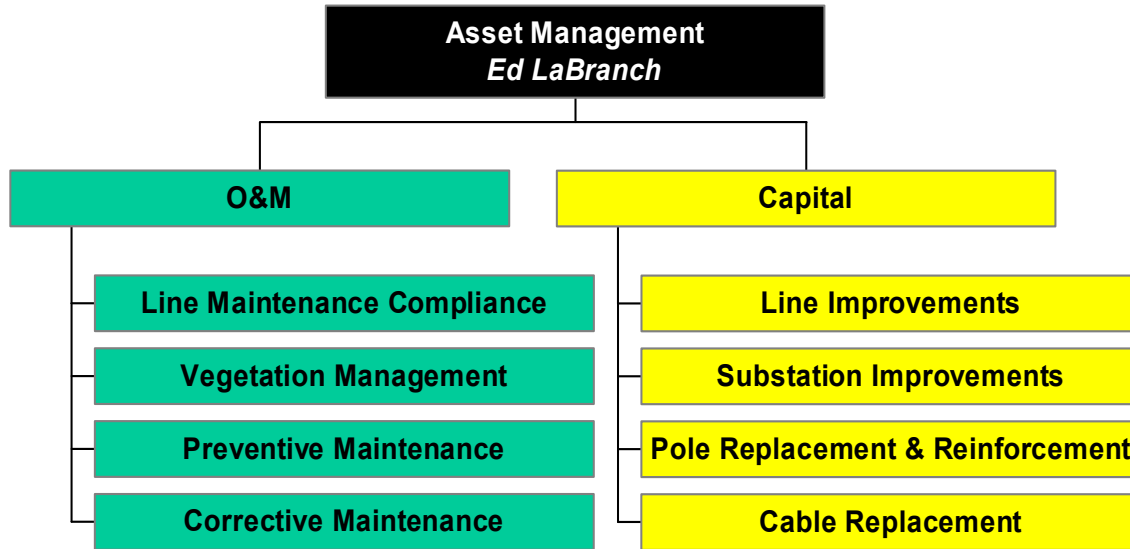 Asset Management
Ed LaBranch
O&M
Capital
Line Maintenance Compliance
Line Improvements
Vegetation Management
Substation Improvements
Preventive Maintenance
Pole Replacement & Reinforcement
Corrective Maintenance
Cable Replacement